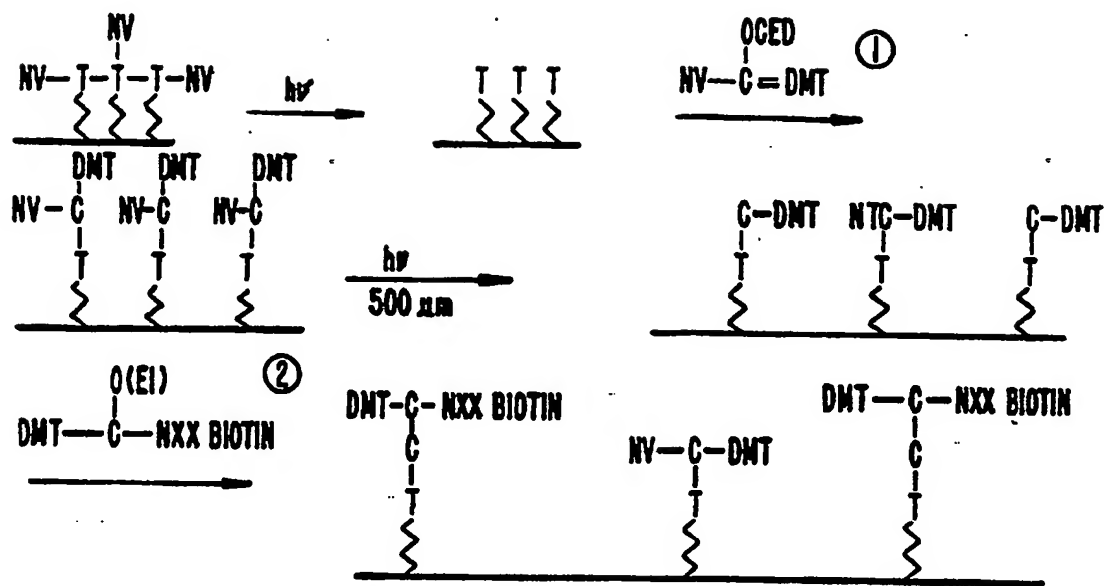 NV
NV—T—T—T—NV
hν
T T T
OCED
NV—C=DMT
①
DMT DMT DMT
NV—C NV—C NV—C
T T T
hν
500 µm
C—DMT NTC—DMT C—DMT
T T T
②
O(EI)
DMT—C—NXX BIOTIN
DMT—C—NXX BIOTIN
C
T
NV—C—DMT
T
DMT—C—NXX BIOTIN
C
T